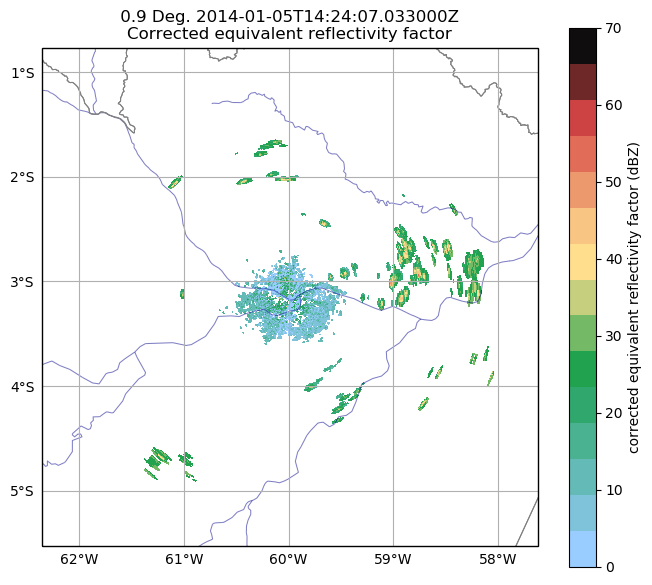 0.9 Deg. 2014-01-05T14:24:07.033000Z
Corrected equivalent reflectivity factor
1°S
2°S
3°S
4°S
5°S
62°W 61°W 60°W 59°W 58°W
70
60
50
40
30
20
10
0
corrected equivalent reflectivity factor (dBZ)